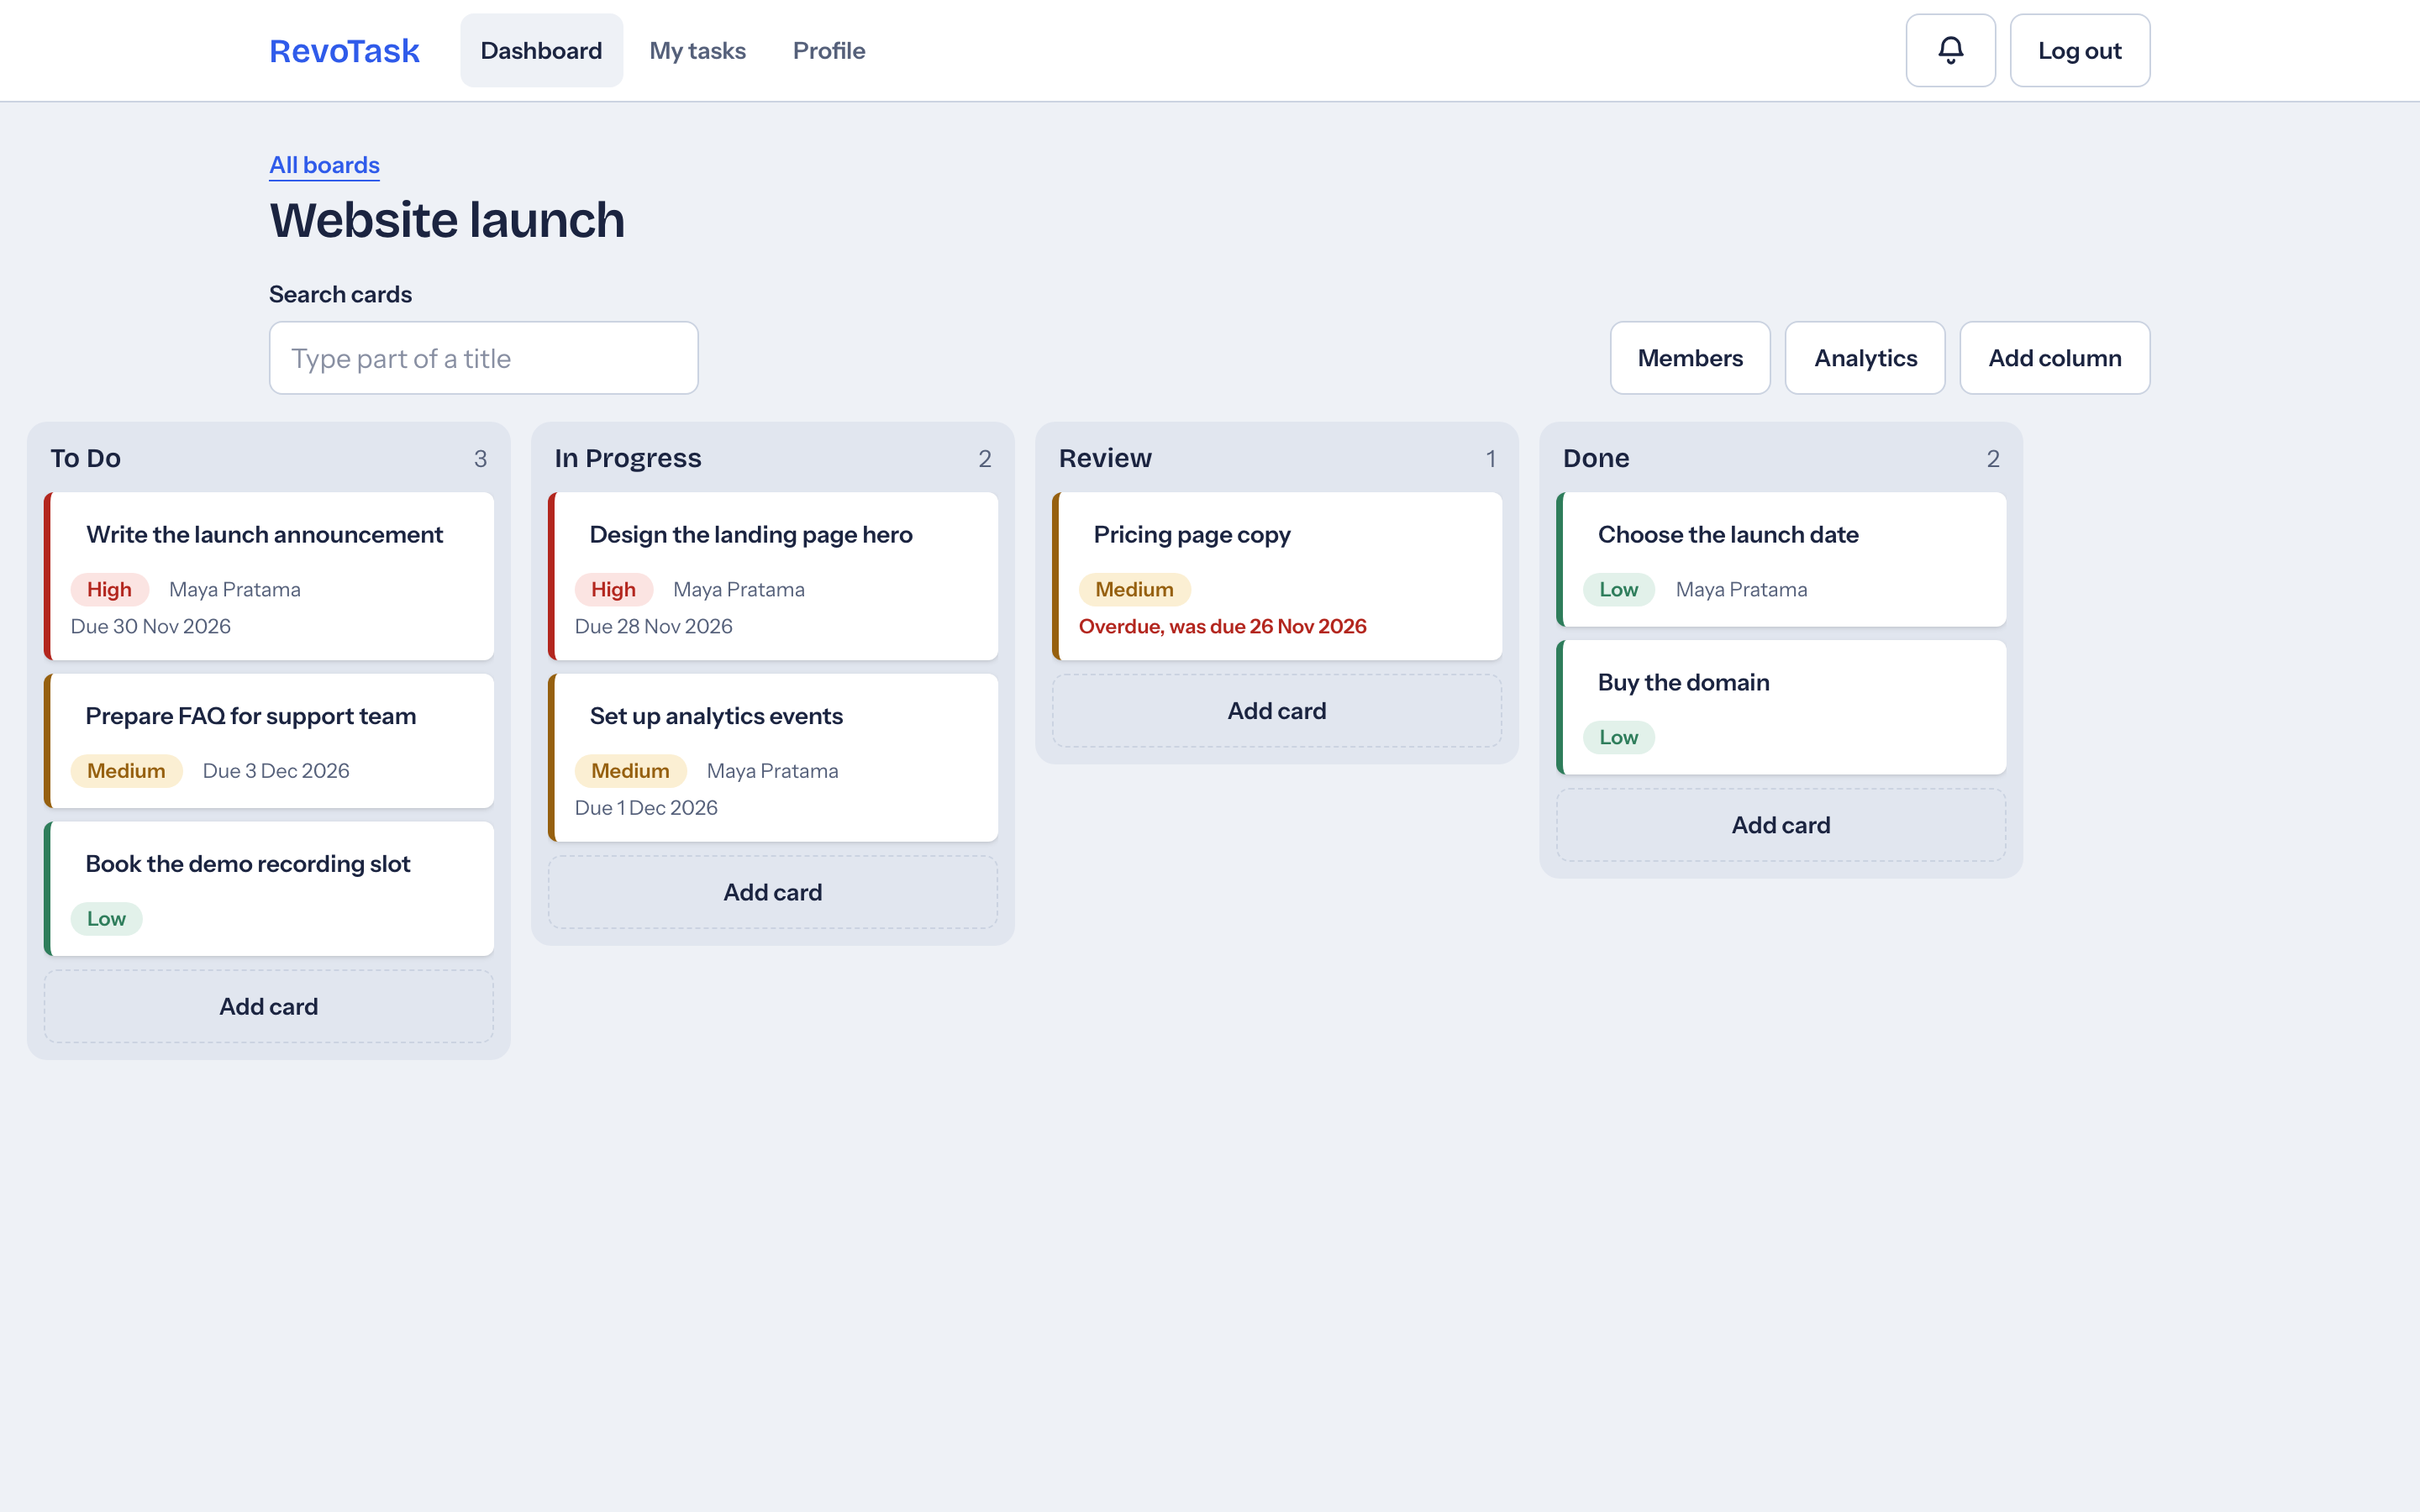 RevoTask
Dashboard
My tasks
Profile
Log out
All boards
Website launch
Search cards
Type part of a title
Members
Analytics
Add column
To Do 3
Write the launch announcement
High Maya Pratama
Due 30 Nov 2026
Prepare FAQ for support team
Medium Due 3 Dec 2026
Book the demo recording slot
Low
Add card
In Progress 2
Design the landing page hero
High Maya Pratama
Due 28 Nov 2026
Set up analytics events
Medium Maya Pratama
Due 1 Dec 2026
Add card
Review 1
Pricing page copy
Medium
Overdue, was due 26 Nov 2026
Add card
Done 2
Choose the launch date
Low Maya Pratama
Buy the domain
Low
Add card